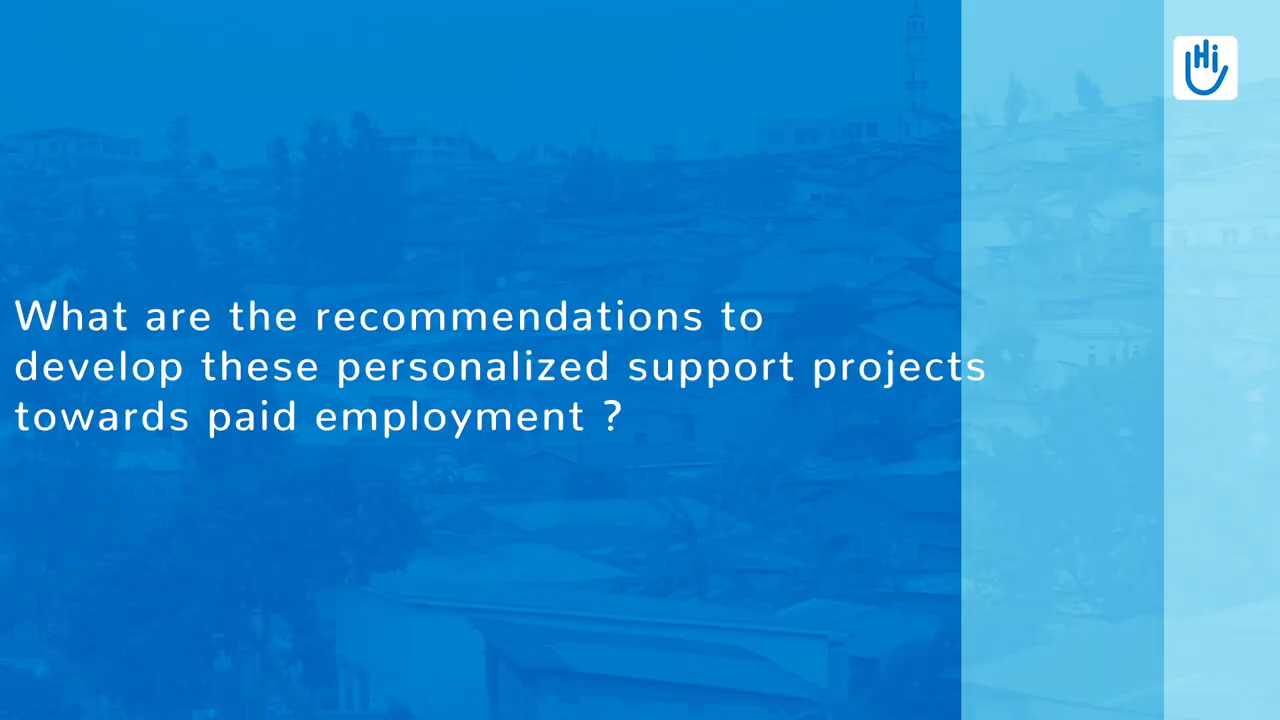 Hi
What are the recommendations to
develop these personalized support projects
towards paid employment ?